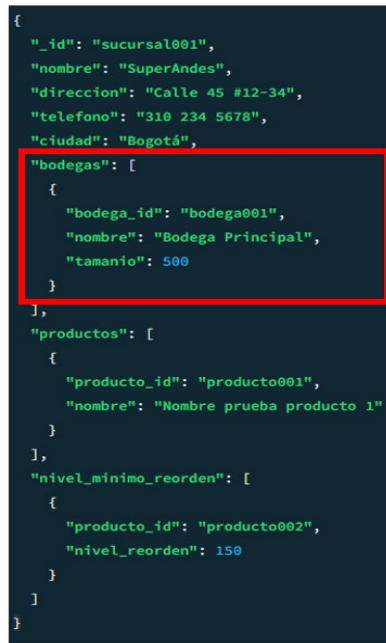 {
"_id": "sucursal001",
"nombre": "SuperAndes",
"direccion": "Calle 45 #12-34",
"telefono": "310 234 5678",
"ciudad": "Bogotá",
"bodegas": [
{
"bodega_id": "bodega001",
"nombre": "Bodega Principal",
"tamanio": 500
}
],
"productos": [
{
"producto_id": "producto001",
"nombre": "Nombre prueba producto 1"
}
],
"nivel_minimo_reorden": [
{
"producto_id": "producto002",
"nivel_reorden": 150
}
]
}